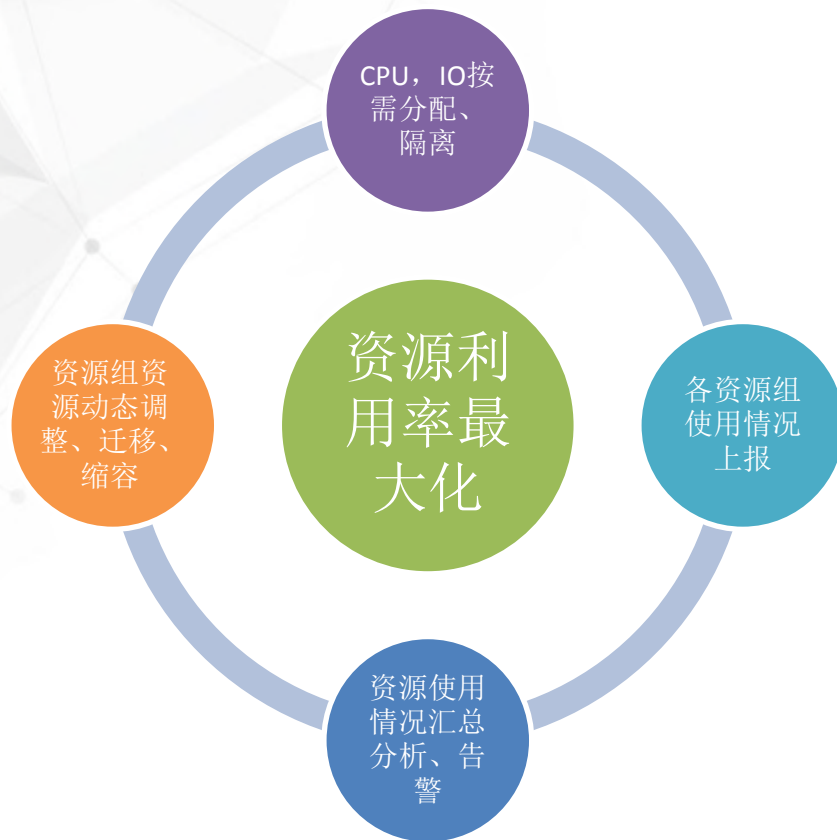 CPU，IO按
需分配、
隔离
资源利
用率最
大化
资源组资
源动态调
整、迁移、
缩容
各资源组
使用情况
上报
资源使用
情况汇总
分析、告
警